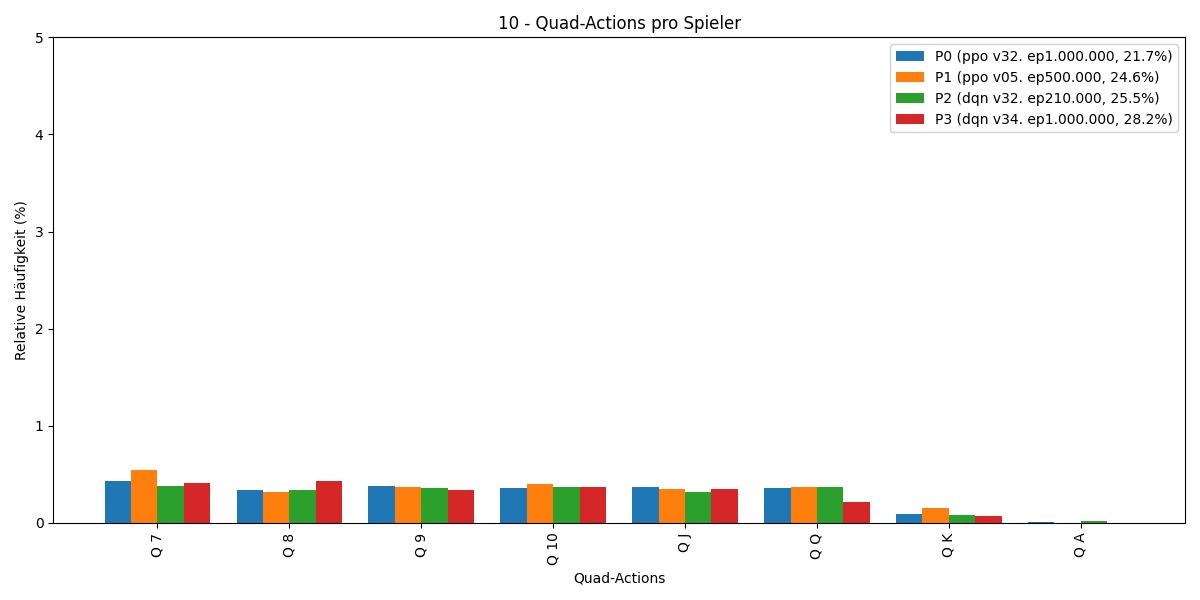 10 - Quad-Actions pro Spieler
P0 (ppo v32. ep1.000.000, 21.7%)
P1 (ppo v05. ep500.000, 24.6%)
P2 (dqn v32. ep210.000, 25.5%)
P3 (dqn v34. ep1.000.000, 28.2%)
Relative Häufigkeit (%)
5
4
3
2
1
0
Q 7
Q 8
Q 9
Q 10
Q J
Q Q
Q K
Q A
Quad-Actions